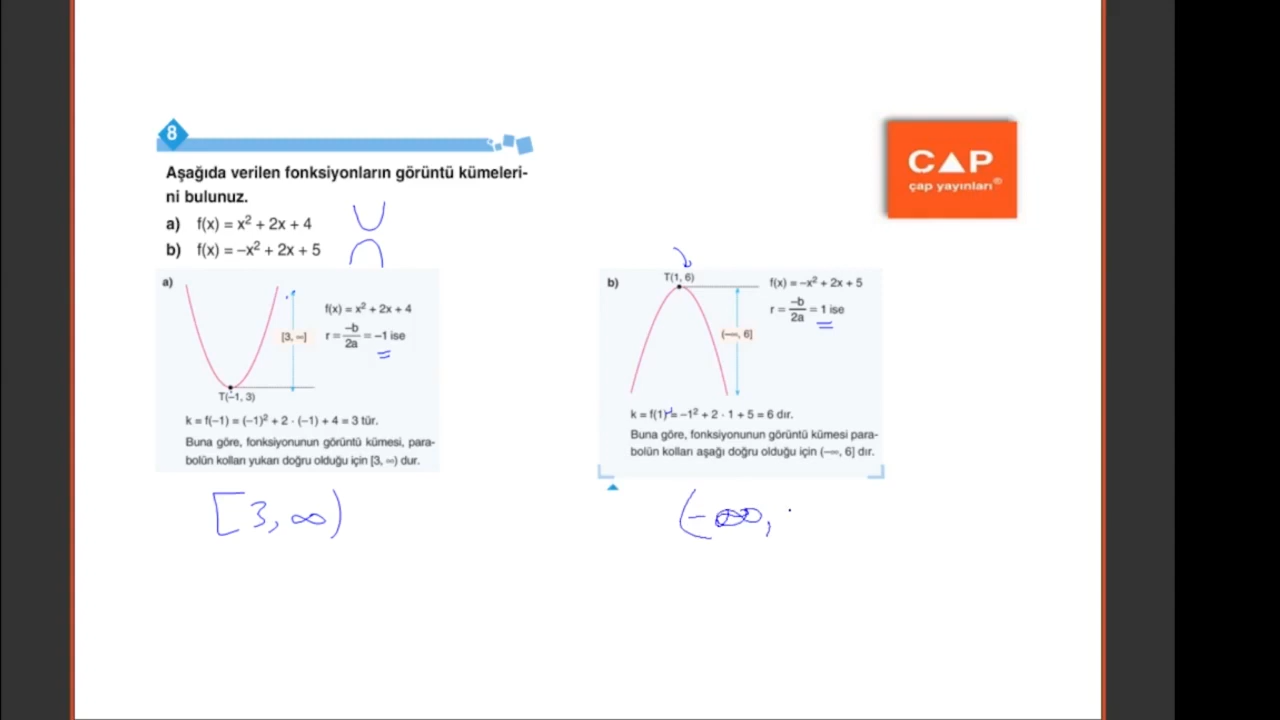 8
Aşağıda verilen fonksiyonların görüntü kümeleri-
ni bulunuz.
a) f(x) = x² + 2x + 4
b) f(x) = –x² + 2x + 5
CAP
çap yayınları®
a)
[3, ∞]
f(x) = x² + 2x + 4
r = –b/2a = –1 ise
T(–1, 3)
k = f(–1) = (–1)² + 2 · (–1) + 4 = 3 tür.
Buna göre, fonksiyonunun görüntü kümesi, para-
bolün kolları yukarı doğru olduğu için [3, ∞) dur.
[3, ∞)
b)
T(1, 6)
f(x) = –x² + 2x + 5
r = –b/2a = 1 ise
(–∞, 6]
k = f(1) = –1² + 2 · 1 + 5 = 6 dır.
Buna göre, fonksiyonunun görüntü kümesi para-
bolün kolları aşağı doğru olduğu için (–∞, 6] dır.
(-∞,